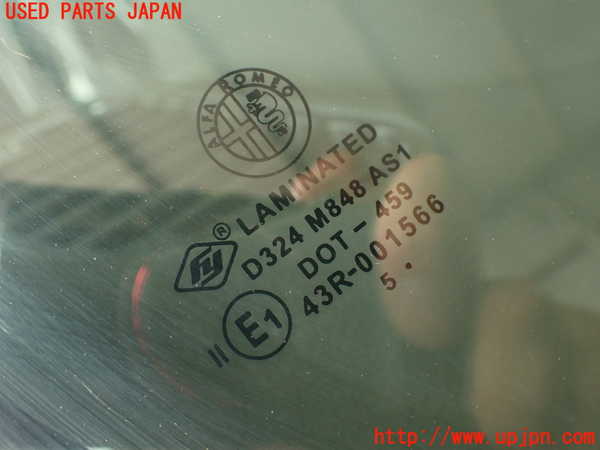 USED PARTS JAPAN
ALFA ROMEO
® LAMINATED
D324 M848 AS1
DOT-459
II E1 43R-001566
5 .
http://www.upjpn.com/